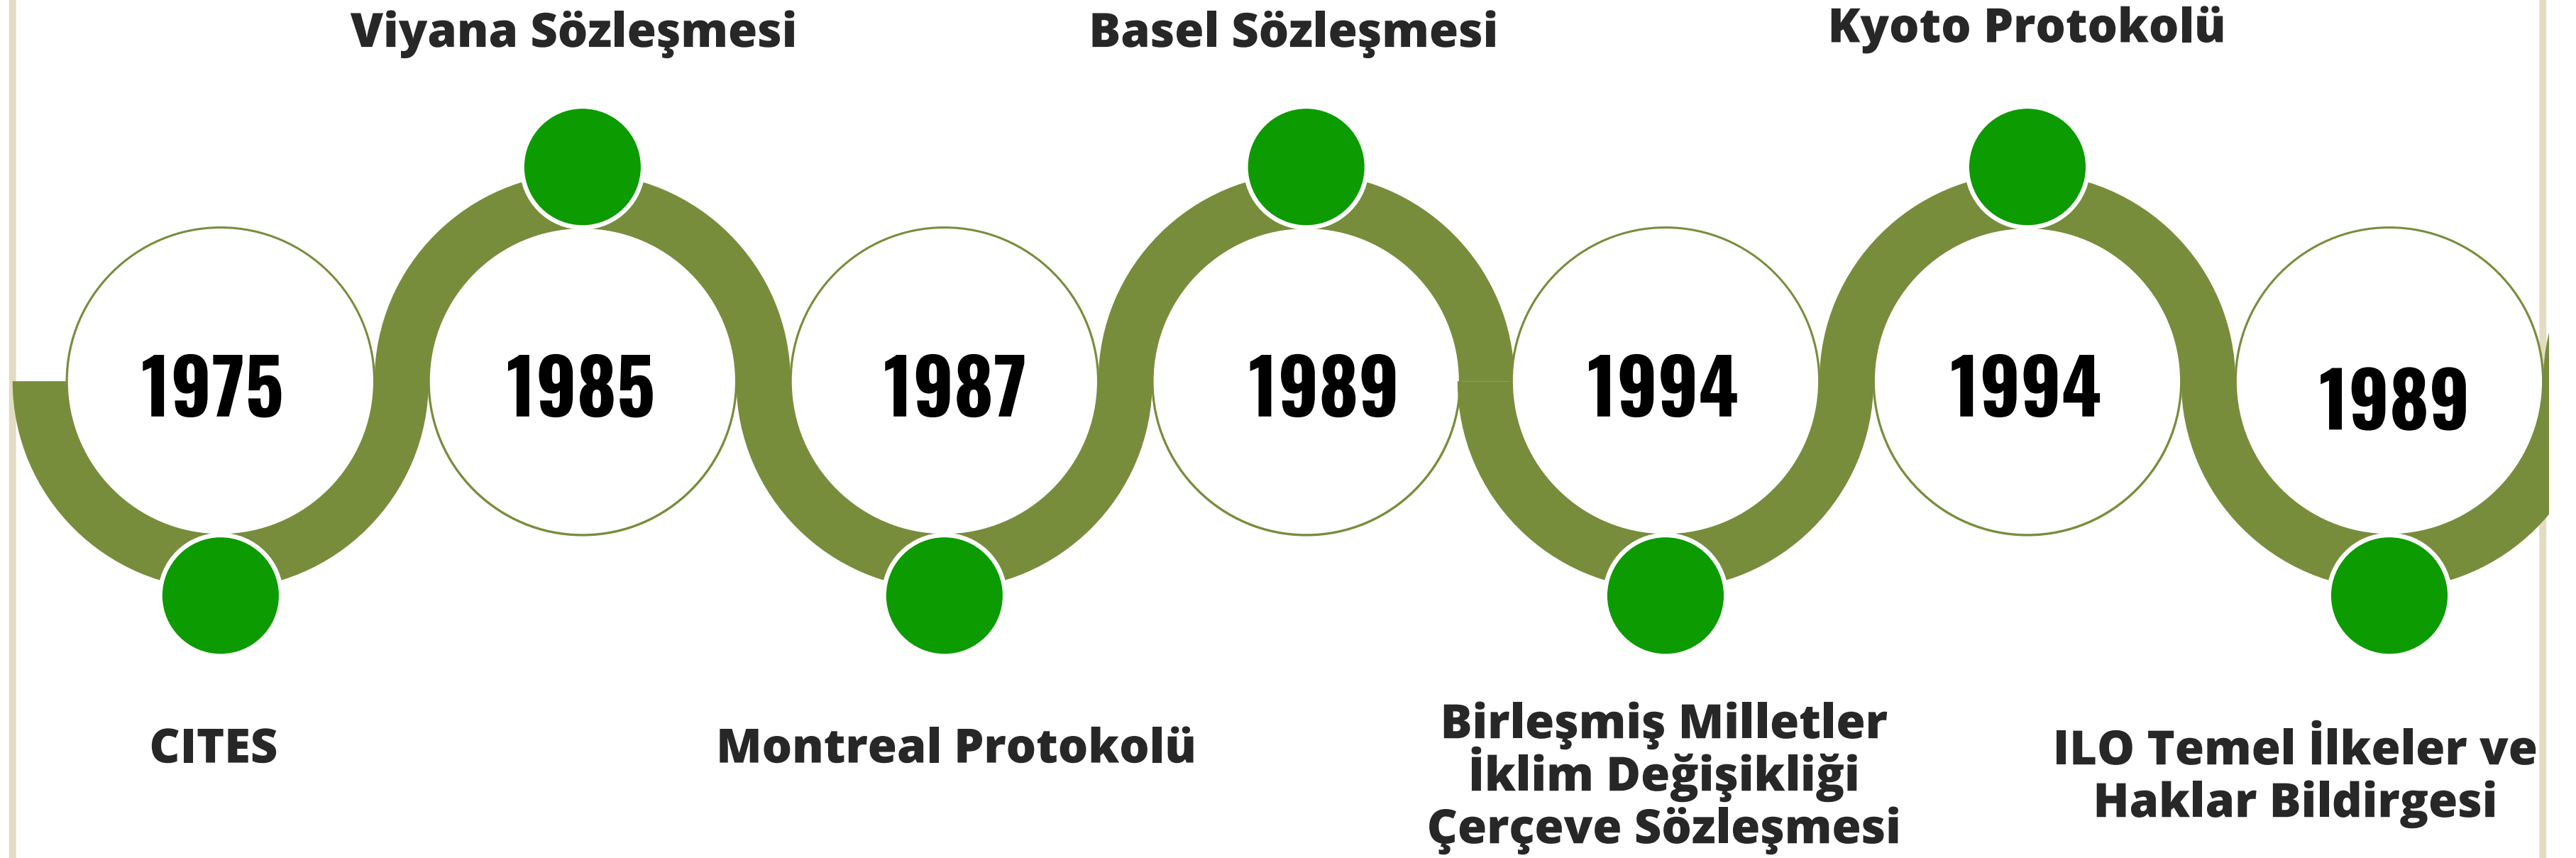 Viyana Sözleşmesi
Basel Sözleşmesi
Kyoto Protokolü
1975
1985
1987
1989
1994
1994
1989
CITES
Montreal Protokolü
Birleşmiş Milletler
İklim Değişikliği
Çerçeve Sözleşmesi
ILO Temel İlkeler ve
Haklar Bildirgesi